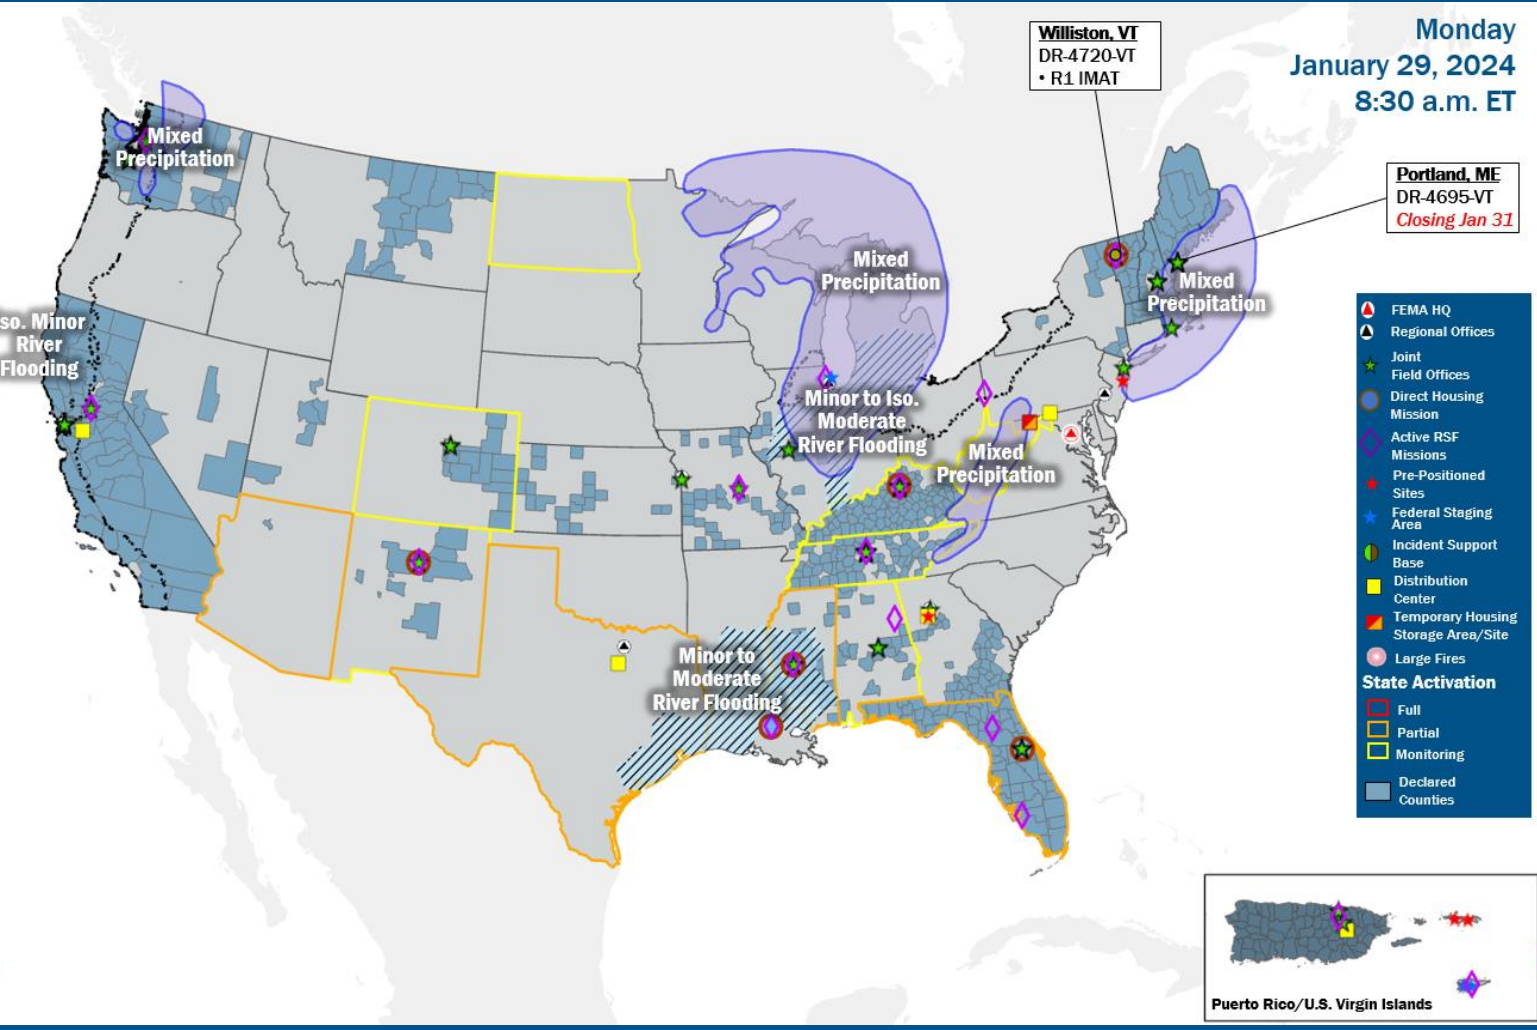 Monday
January 29, 2024
8:30 a.m. ET
Williston, VT
DR-4720-VT
• R1 IMAT
Portland, ME
DR-4695-VT
Closing Jan 31
Mixed
Precipitation
so. Minor
River
Flooding
Mixed
Precipitation
Mixed
Precipitation
Minor to Iso.
Moderate
River Flooding
Mixed
Precipitation
Minor to
Moderate
River Flooding
FEMA HQ
Regional Offices
Joint
Field Offices
Direct Housing
Mission
Active RSF
Missions
Pre-Positioned
Sites
Federal Staging
Area
Incident Support
Base
Distribution
Center
Temporary Housing
Storage Area/Site
Large Fires
State Activation
Full
Partial
Monitoring
Declared
Counties
Puerto Rico/U.S. Virgin Islands